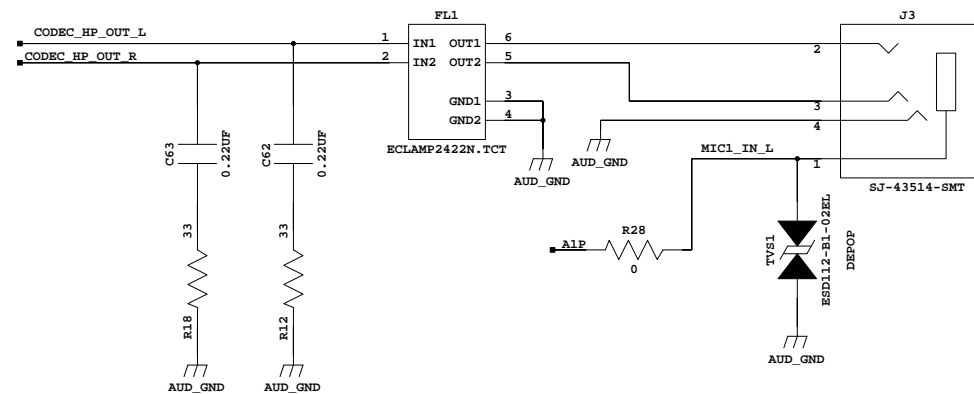 FL1
J3
CODEC_HP_OUT_L
1
IN1
OUT1
6
2
CODEC_HP_OUT_R
2
IN2
OUT2
5
GND1
3
3
GND2
4
4
ECLAMP2422N.TCT
AUD_GND
AUD_GND
MIC1_IN_L
1
SJ-43514-SMT
C63
0.22UF
C62
0.22UF
33
R18
33
R12
A1P
R28
0
TVS1
ESD112-B1-02EL
DEPOP
AUD_GND
AUD_GND
AUD_GND